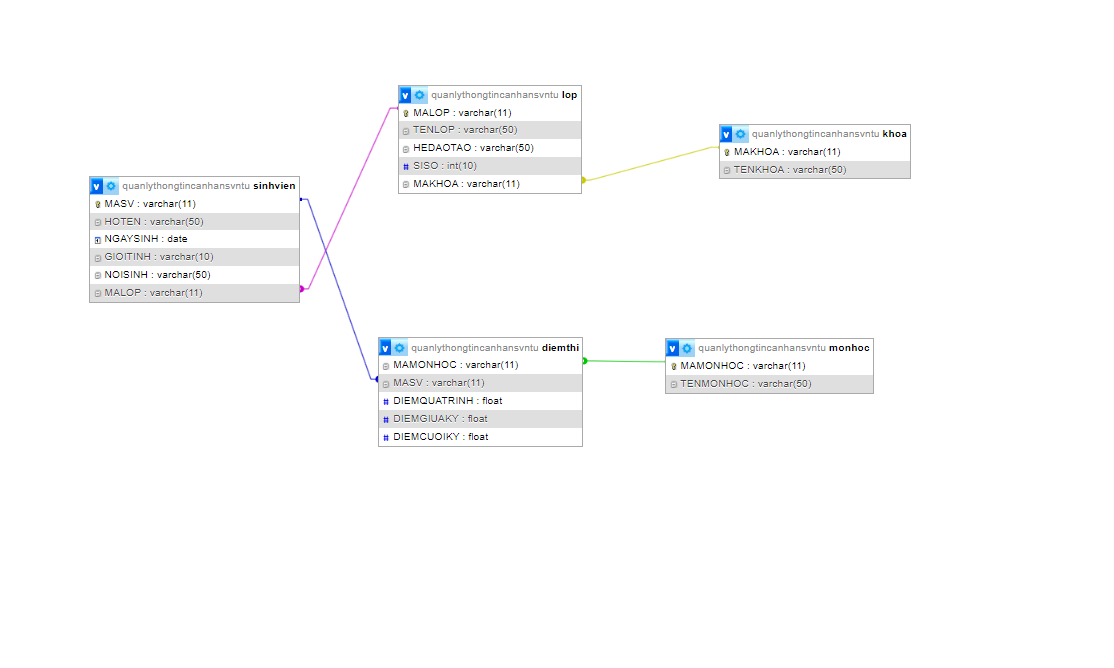 quanlythongtincanhansvntu lop
MALOP : varchar(11)
TENLOP : varchar(50)
HEDAOTAO : varchar(50)
SISO : int(10)
MAKHOA : varchar(11)
quanlythongtincanhansvntu khoa
MAKHOA : varchar(11)
TENKHOA : varchar(50)
quanlythongtincanhansvntu sinhvien
MASV : varchar(11)
HOTEN : varchar(50)
NGAYSINH : date
GIOITINH : varchar(10)
NOISINH : varchar(50)
MALOP : varchar(11)
quanlythongtincanhansvntu diemthi
MAMONHOC : varchar(11)
MASV : varchar(11)
DIEMQUATRINH : float
DIEMGIUAKY : float
DIEMCUOIKY : float
quanlythongtincanhansvntu monhoc
MAMONHOC : varchar(11)
TENMONHOC : varchar(50)